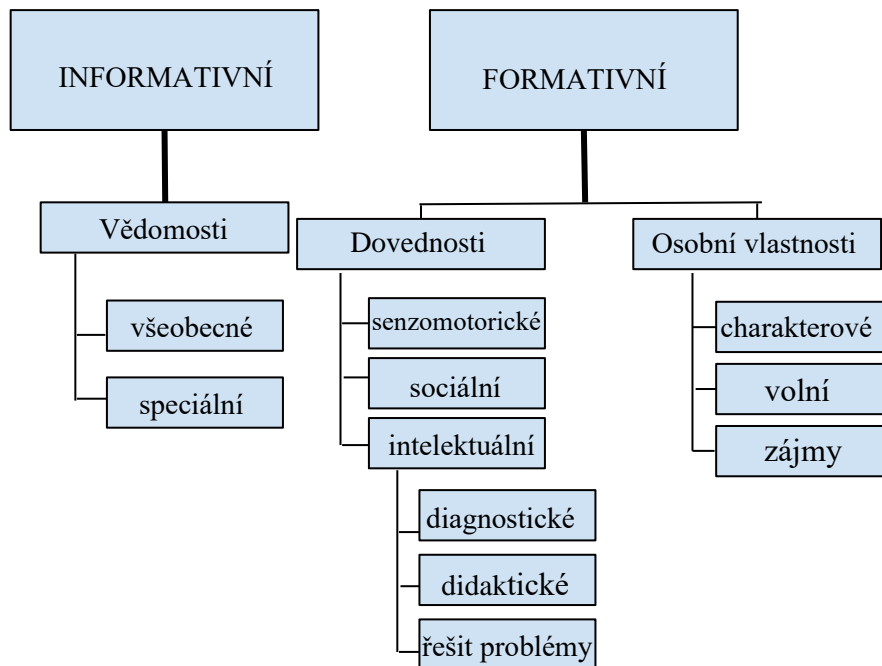 INFORMATIVNÍ
FORMATIVNÍ
Vědomosti
všeobecné
speciální
Dovednosti
senzomotorické
sociální
intelektuální
diagnostické
didaktické
řešit problémy
Osobní vlastnosti
charakterové
volní
zájmy